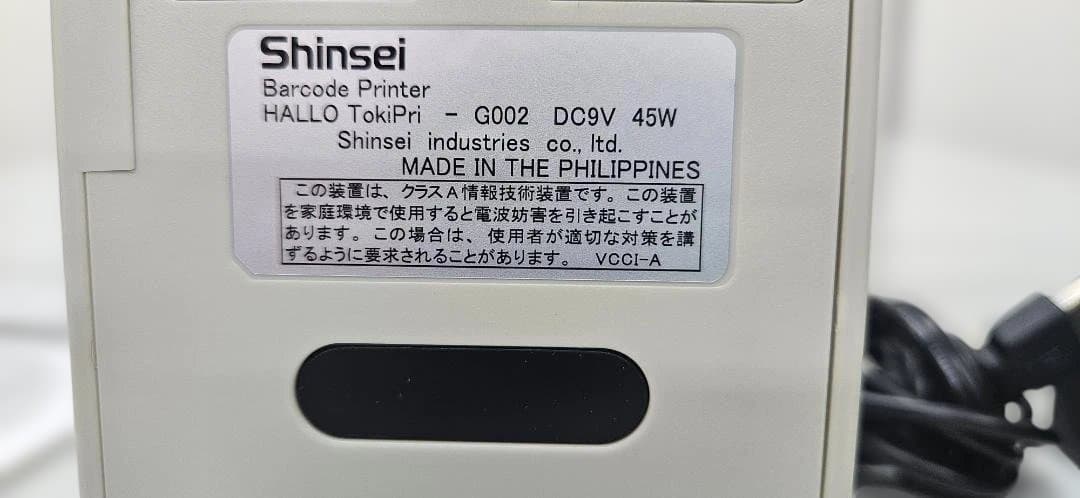 Shinsei
Barcode Printer
HALLO TokiPri - G002 DC9V 45W
Shinsei industries co., ltd.
MADE IN THE PHILIPPINES
この装置は、クラスA情報技術装置です。この装置
を家庭環境で使用すると電波妨害を引き起こすことが
あります。この場合は、使用者が適切な対策を講
ずるように要求されることがあります。 VCCI-A